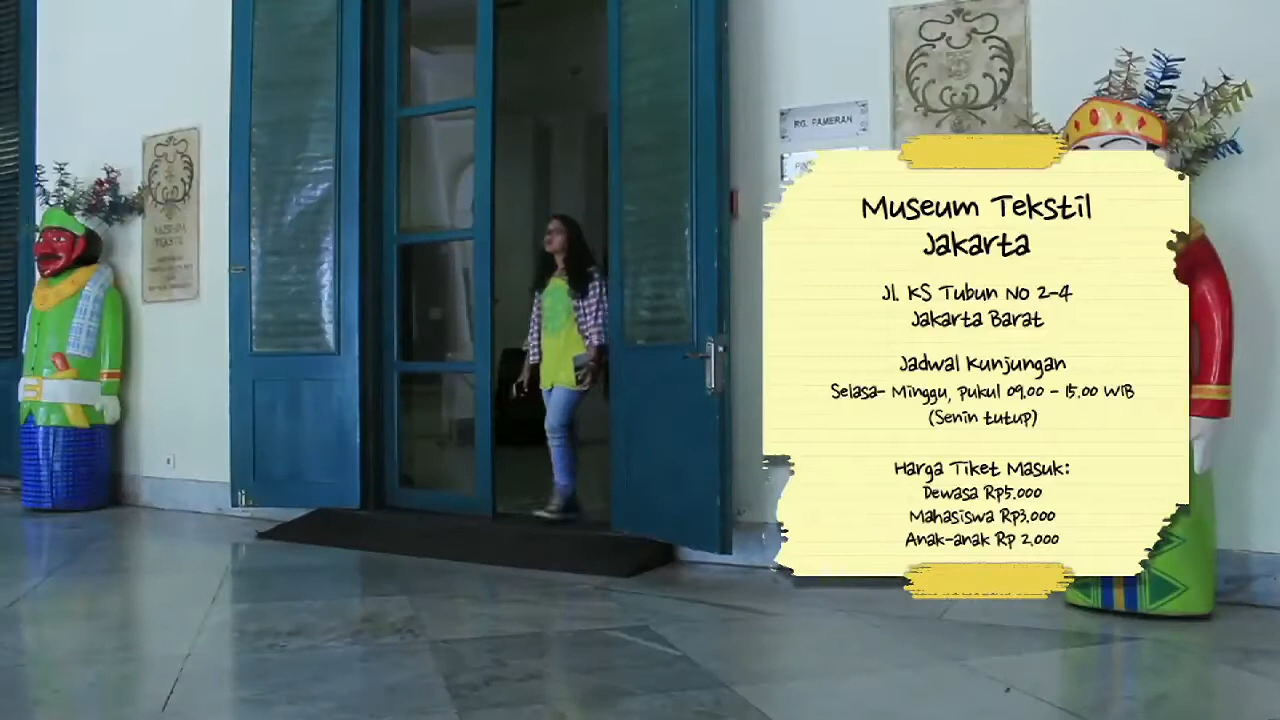 MUSEUM
TEKSTIL
RG. PAMERAN
Museum Tekstil
Jakarta
Jl. KS Tubun No 2-4
Jakarta Barat
Jadwal Kunjungan
Selasa- Minggu, pukul 09.00 - 15.00 WIB
(Senin tutup)
Harga Tiket Masuk:
Dewasa Rp5.000
Mahasiswa Rp3.000
Anak-anak Rp 2.000